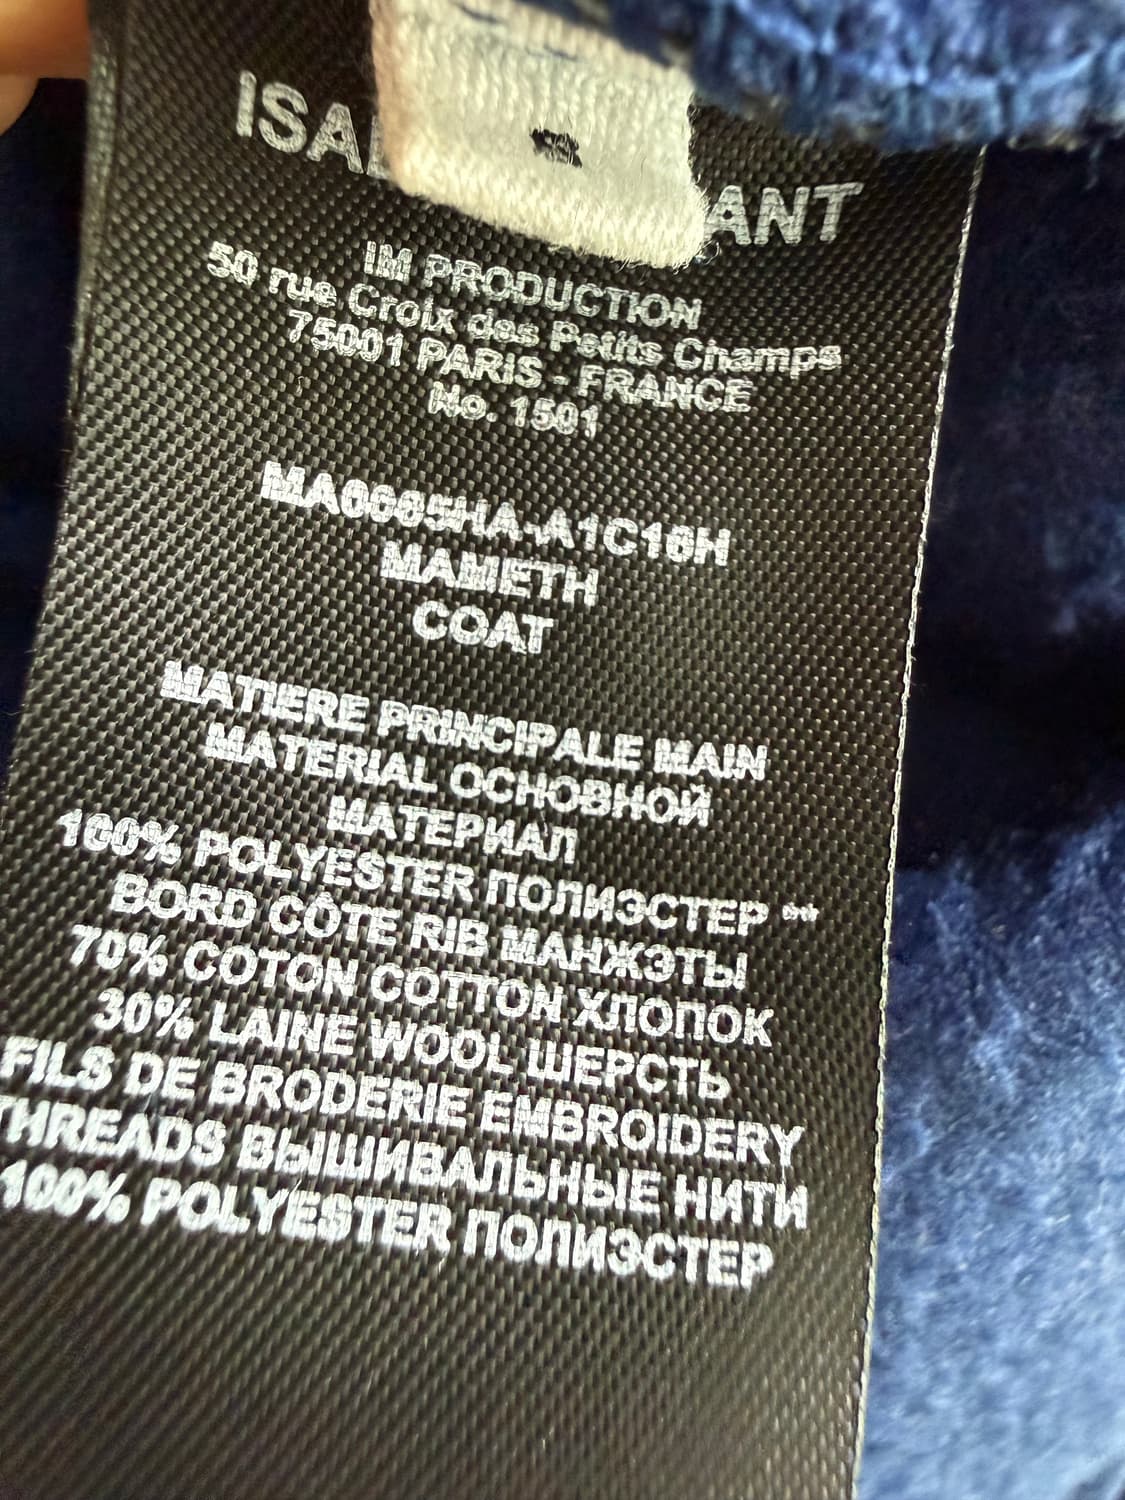 ISA ANT
IM PRODUCTION
50 rue Croix des Petits Champs
75001 PARIS - FRANCE
No. 1501
MAMETH
COAT
MATIERE PRINCIPALE MAIN
MATERIAL ОСНОВНОЙ
МАТЕРИАЛ
100% POLYESTER ПОЛИЭСТЕР **
BORD CÔTE RIB МАНЖЭТЫ
70% COTON COTTON ХЛОПОК
30% LAINE WOOL ШЕРСТЬ
FILS DE BRODERIE EMBROIDERY
THREADS ВЫШИВАЛЬНЫЕ НИТИ
100% POLYESTER ПОЛИЭСТЕР